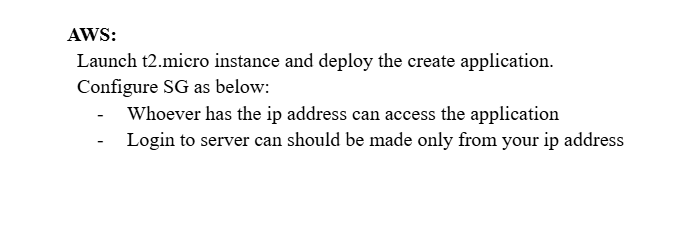 AWS:
Launch t2.micro instance and deploy the create application.
Configure SG as below:
- Whoever has the ip address can access the application
- Login to server can should be made only from your ip address